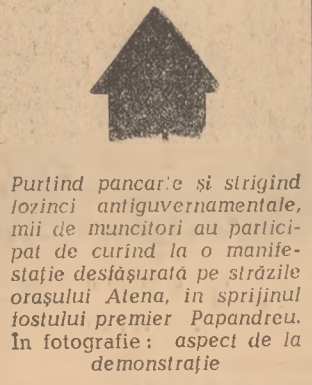 Purtînd pancarte și strigînd
lozinci antiguvernamentale,
mii de muncitori au partici-
pat de curînd la o manife-
stație desfășurată pe străzile
orașului Atena, în sprijinul
fostului premier Papandreu.
În fotografie : aspect de la
demonstrație